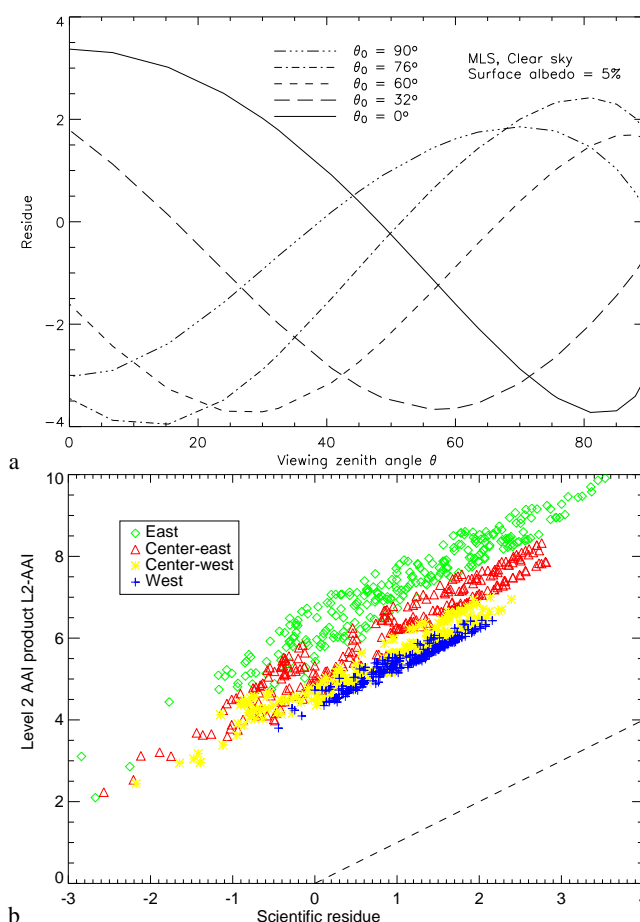 θ₀ = 90°
θ₀ = 76°
θ₀ = 60°
θ₀ = 32°
θ₀ = 0°
MLS, Clear sky
Surface albedo = 5%
4
2
0
−2
−4
Residue
0
20
40
60
80
Viewing zenith angle θ
a
East
Center-east
Center-west
West
10
8
6
4
2
0
Level 2 AAI product L2-AAI
-3
-2
-1
0
1
2
3
4
Scientific residue
b